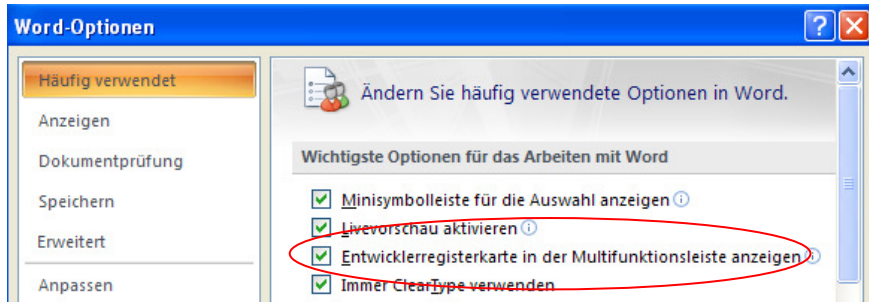 Word-Optionen
Häufig verwendet
Anzeigen
Dokumentprüfung
Speichern
Erweitert
Anpassen
Ändern Sie häufig verwendete Optionen in Word.
Wichtigste Optionen für das Arbeiten mit Word
Minisymbolleiste für die Auswahl anzeigen
Livevorschau aktivieren
Entwicklerregisterkarte in der Multifunktionsleiste anzeigen
Immer ClearType verwenden